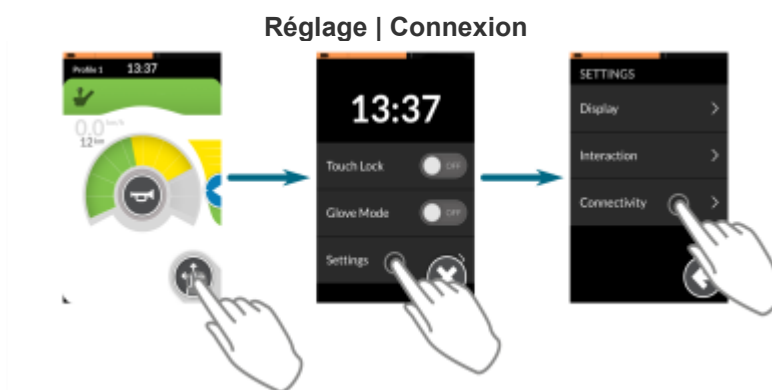 Réglage | Connexion
Profile 1 13:37
0.0 km/h
12 km
13:37
Touch Lock OFF
Glove Mode OFF
Settings
SETTINGS
Display
Interaction
Connectivity